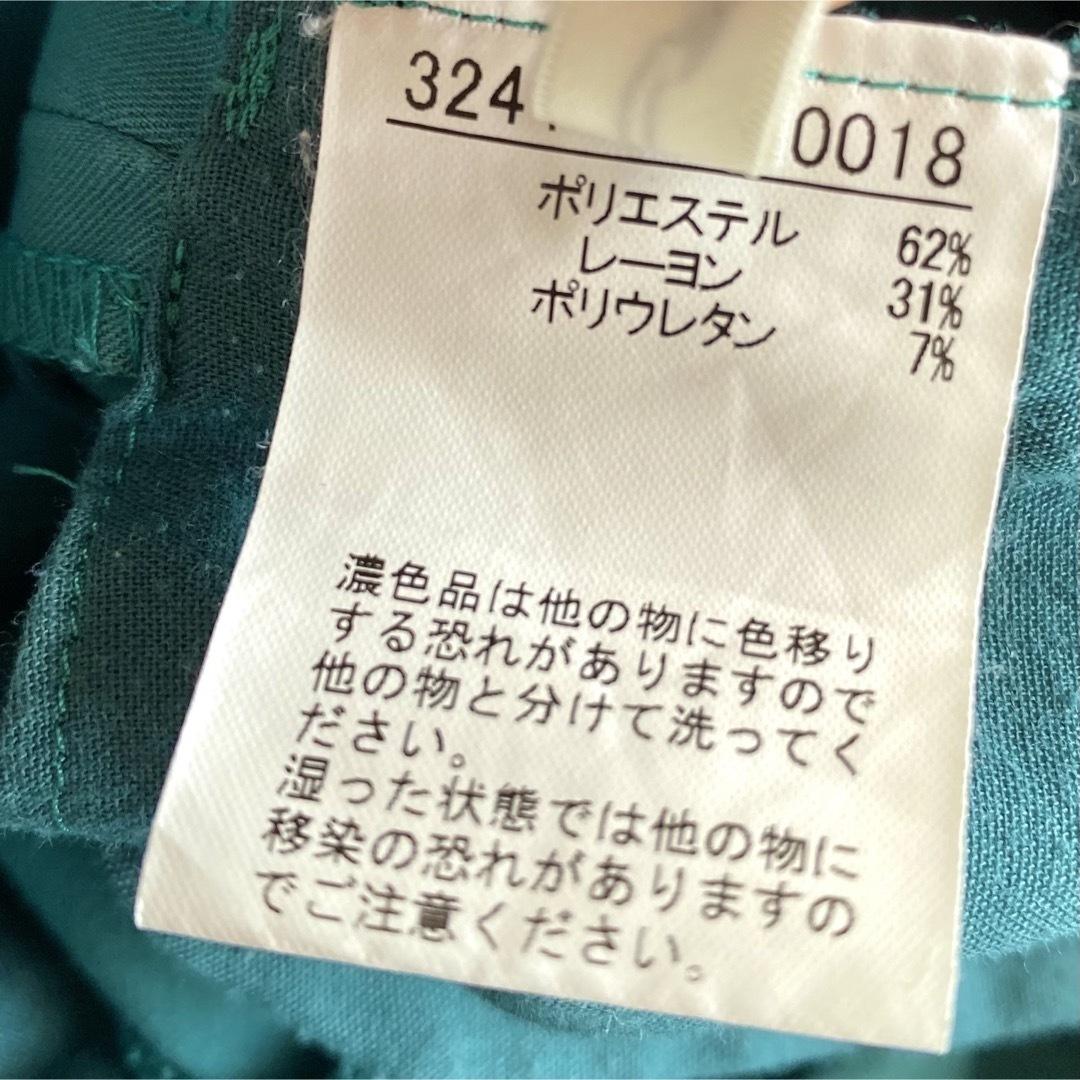 324 0018
ポリエステル 62%
レーヨン 31%
ポリウレタン 7%
濃色品は他の物に色移り
する恐れがありますので
他の物と分けて洗ってく
ださい。
湿った状態では他の物に
移染の恐れがありますの
でご注意ください。